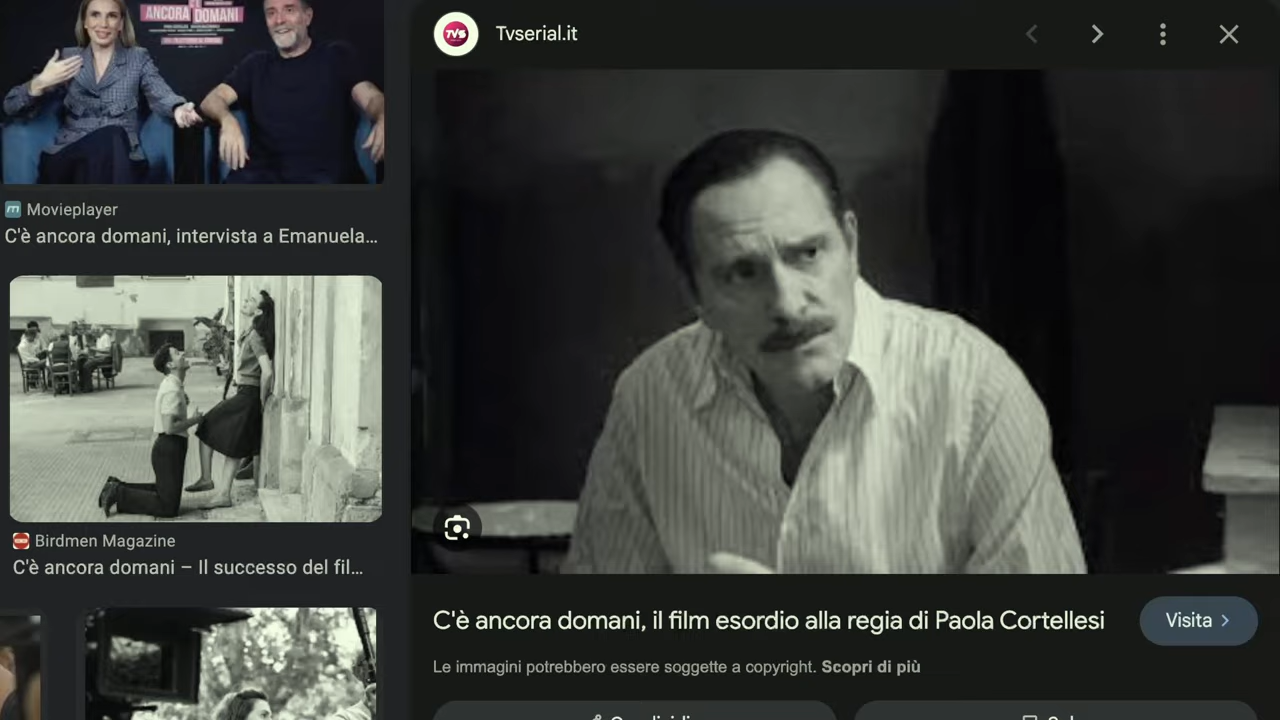 ANCORA DOMANI
Movieplayer
C'è ancora domani, intervista a Emanuela...
Birdmen Magazine
C'è ancora domani – Il successo del fil...
TVS
Tvserial.it
C'è ancora domani, il film esordio alla regia di Paola Cortellesi
Visita
Le immagini potrebbero essere soggette a copyright. Scopri di più